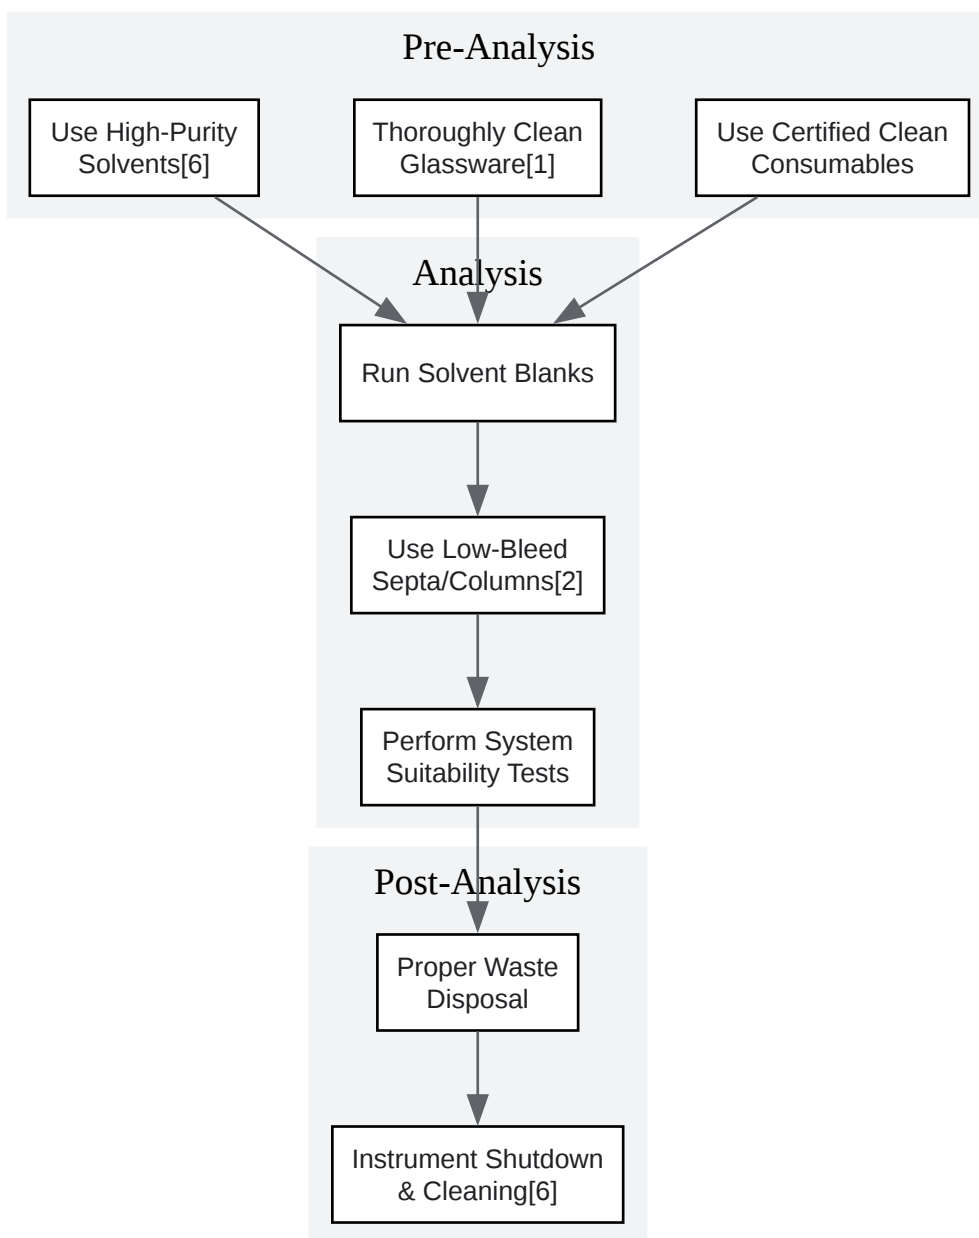 Pre-Analysis
Use High-Purity
Solvents[6]
Thoroughly Clean
Glassware[1]
Use Certified Clean
Consumables
Analysis
Run Solvent Blanks
Use Low-Bleed
Septa/Columns[2]
Perform System
Suitability Tests
Post-Analysis
Proper Waste
Disposal
Instrument Shutdown
& Cleaning[6]